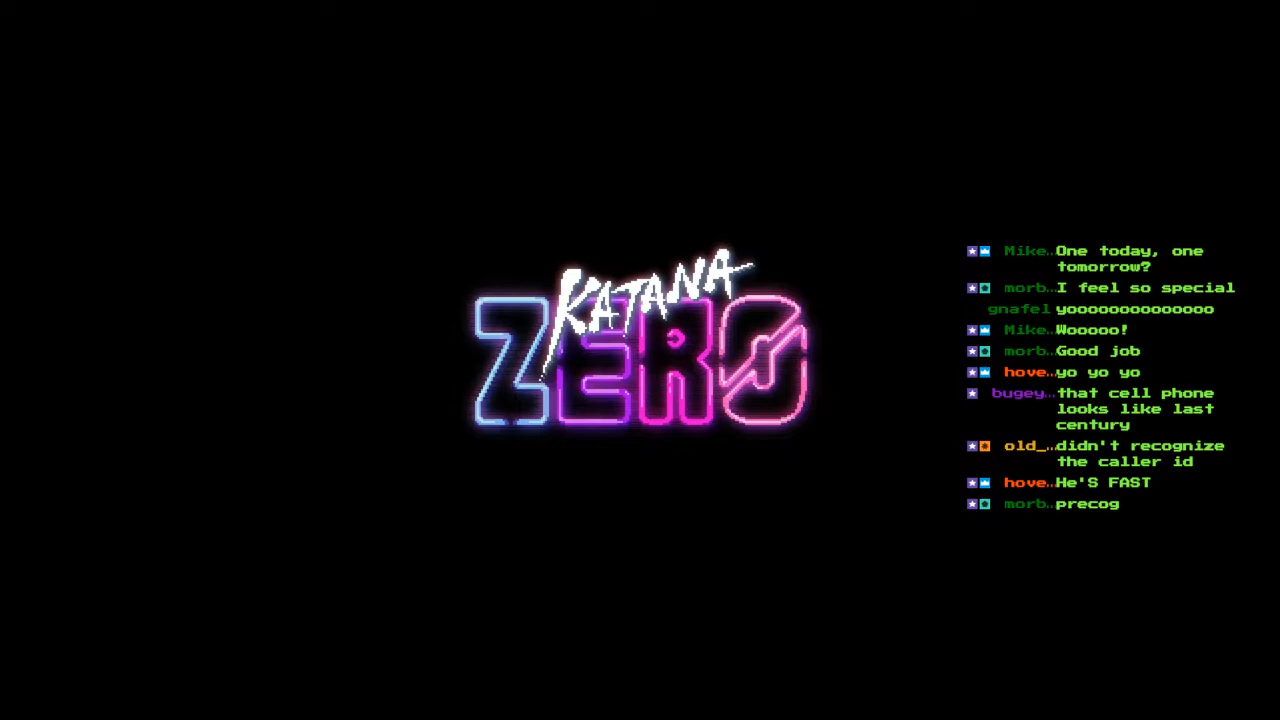 KATANA
ZERO
Mike..One today, one
tomorrow?
morb..I feel so special
gnafel yoooooooooooooo
Mike..Wooooo!
morb..Good job
hove..yo yo yo
bugey..that cell phone
looks like last
century
old_..didn't recognize
the caller id
hove..He'S FAST
morb..precog